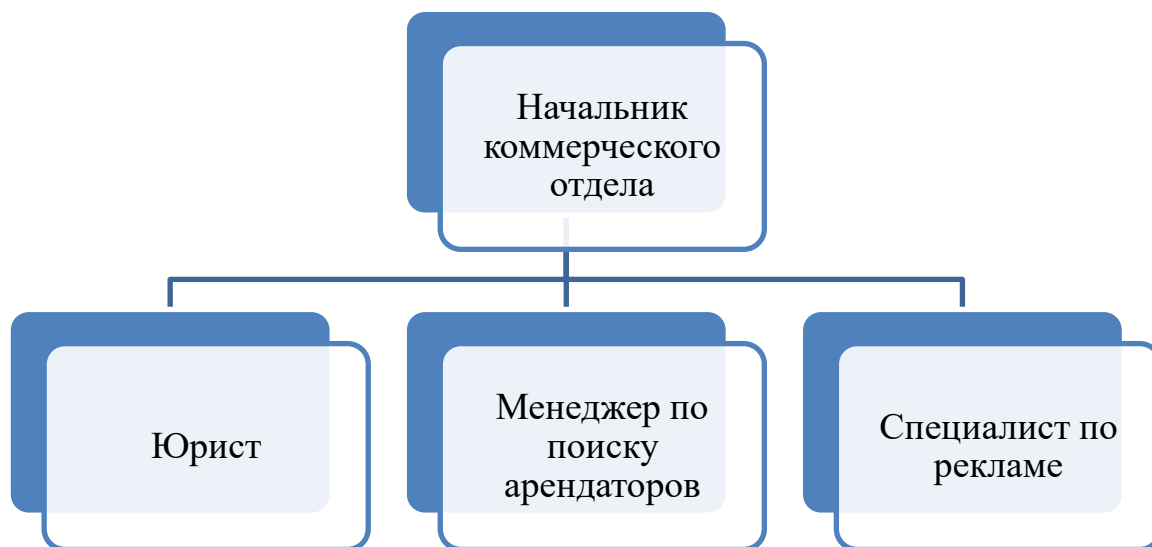 Начальник
коммерческого
отдела
Юрист
Менеджер по
поиску
арендаторов
Специалист по
рекламе